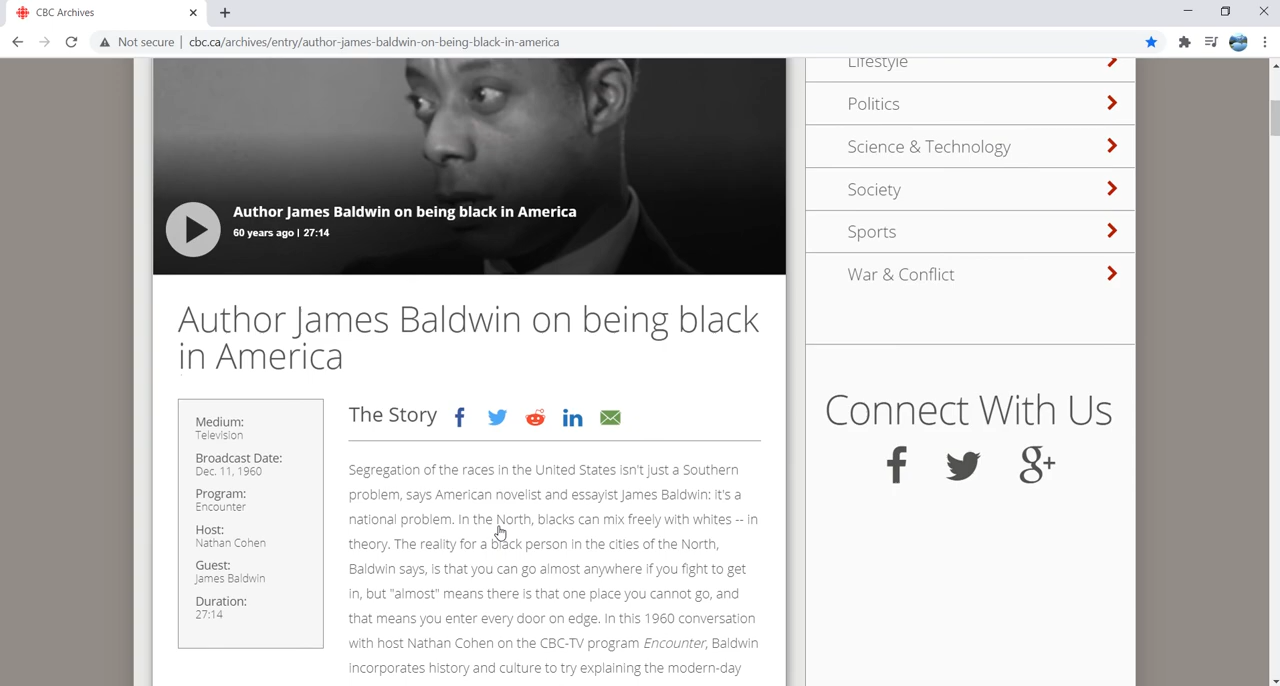 CBC Archives
Not secure | cbc.ca/archives/entry/author-james-baldwin-on-being-black-in-america
Author James Baldwin on being black in America
60 years ago | 27:14
Author James Baldwin on being black
in America
Medium:
Television
Broadcast Date:
Dec. 11, 1960
Program:
Encounter
Host:
Nathan Cohen
Guest:
James Baldwin
Duration:
27:14
The Story
Segregation of the races in the United States isn't just a Southern
problem, says American novelist and essayist James Baldwin: it's a
national problem. In the North, blacks can mix freely with whites -- in
theory. The reality for a black person in the cities of the North,
Baldwin says, is that you can go almost anywhere if you fight to get
in, but "almost" means there is that one place you cannot go, and
that means you enter every door on edge. In this 1960 conversation
with host Nathan Cohen on the CBC-TV program Encounter, Baldwin
incorporates history and culture to try explaining the modern-day
Lifestyle
Politics
Science & Technology
Society
Sports
War & Conflict
Connect With Us